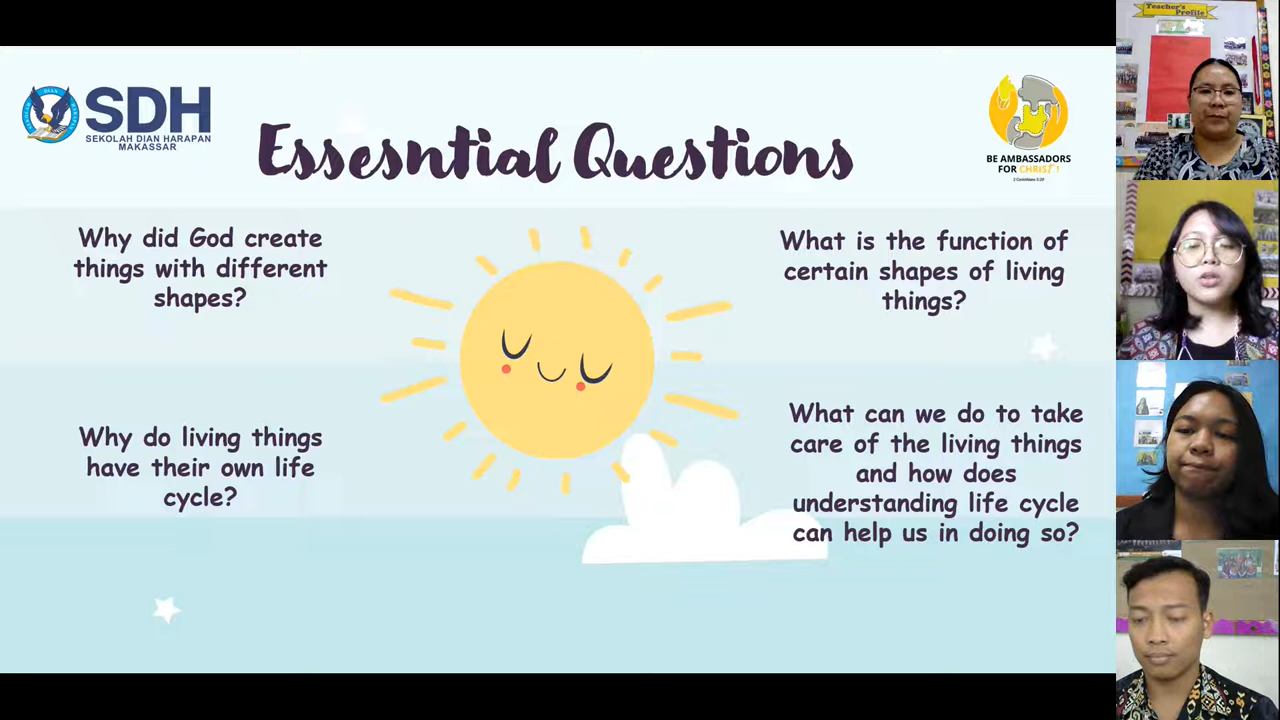 SDH
SEKOLAH DIAN HARAPAN
MAKASSAR
Essesntial Questions
BE AMBASSADORS
FOR CHRIST!
Why did God create
things with different
shapes?
What is the function of
certain shapes of living
things?
Why do living things
have their own life
cycle?
What can we do to take
care of the living things
and how does
understanding life cycle
can help us in doing so?
Teacher's
Profile